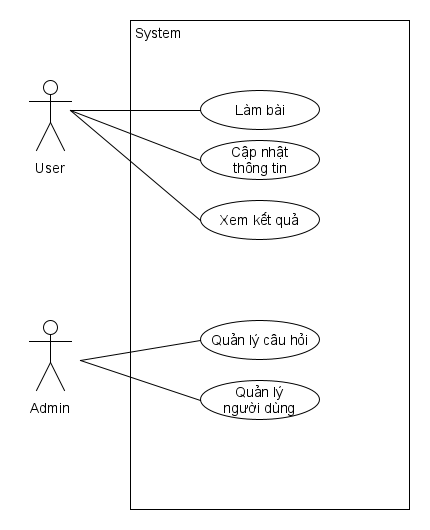 System
Làm bài
Cập nhật
thông tin
User
Xem kết quả
Quản lý câu hỏi
Quản lý
người dùng
Admin